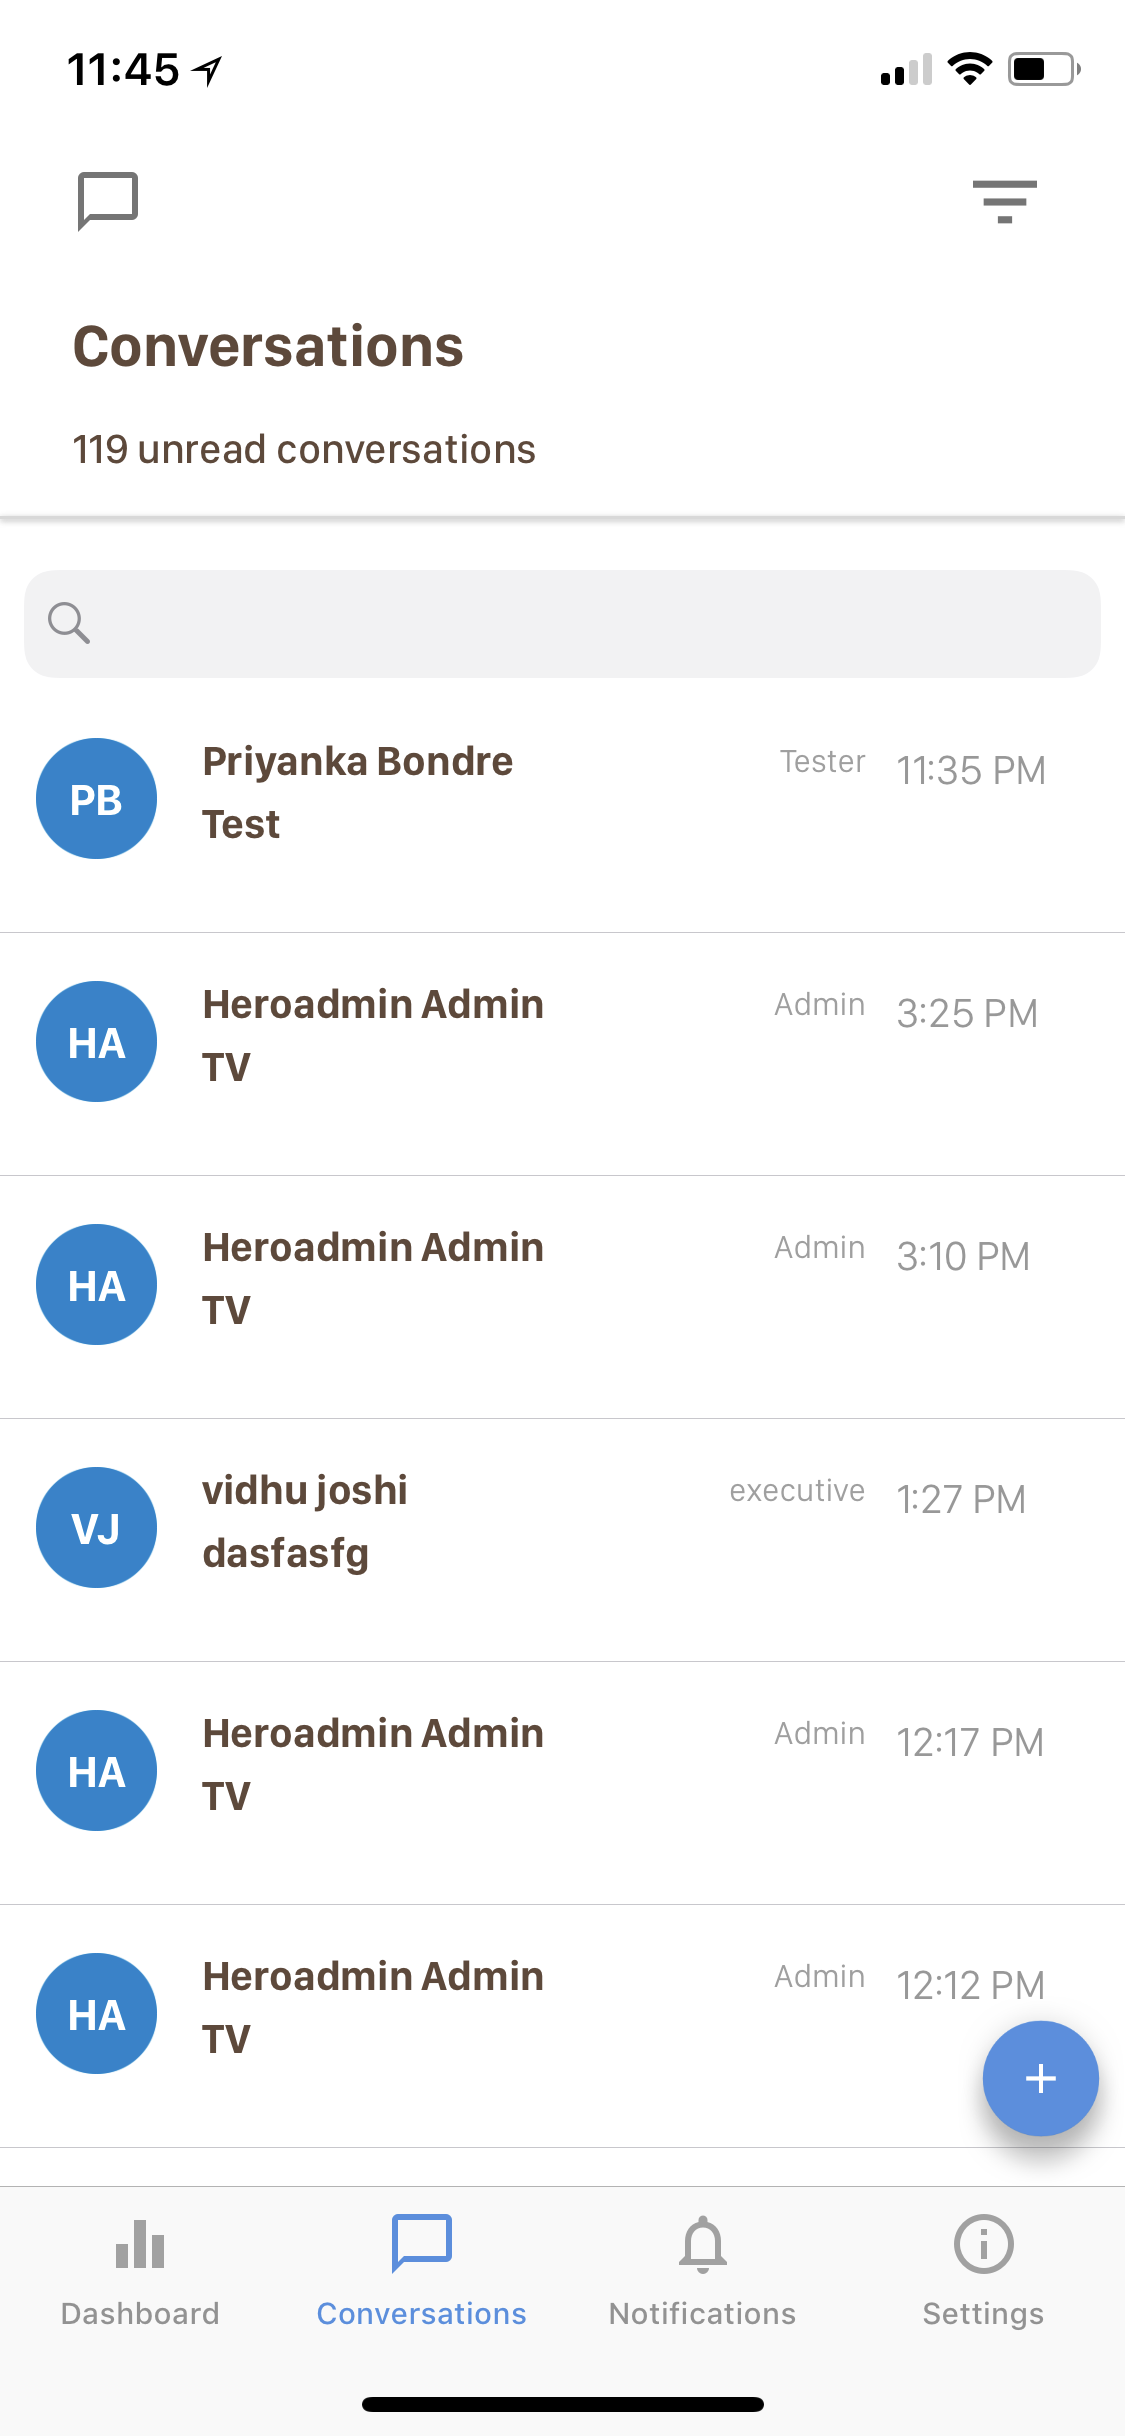 11:45
Conversations
119 unread conversations
PB
Priyanka Bondre
Tester
11:35 PM
Test
HA
Heroadmin Admin
Admin
3:25 PM
TV
HA
Heroadmin Admin
Admin
3:10 PM
TV
VJ
vidhu joshi
executive
1:27 PM
dasfasfg
HA
Heroadmin Admin
Admin
12:17 PM
TV
HA
Heroadmin Admin
Admin
12:12 PM
TV
+
Dashboard
Conversations
Notifications
Settings